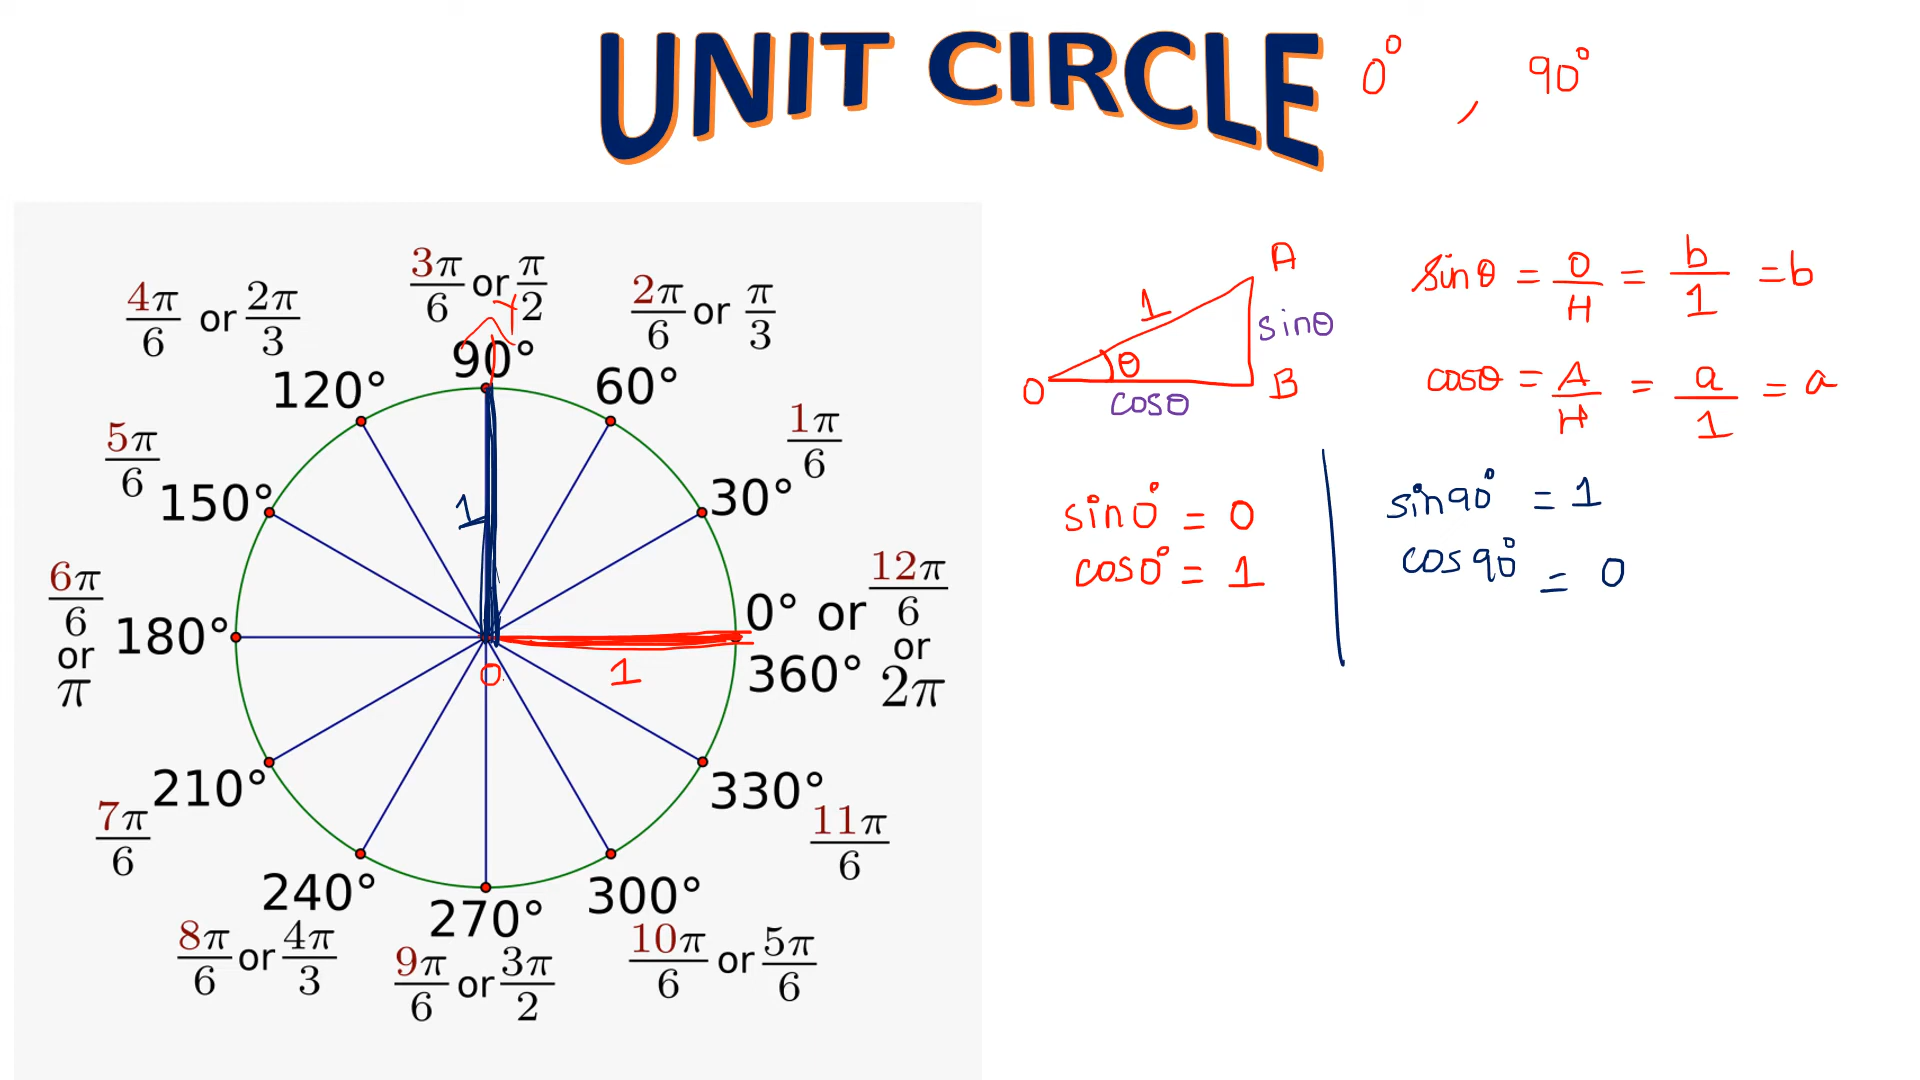 UNIT CIRCLE 0° , 90°
3π/6 or π/2
4π/6 or 2π/3
2π/6 or π/3
90°
120°
60°
5π/6
1π/6
150°
30°
1
6π/6 or π
180°
0° or 360°
12π/6 or 2π
0
1
210°
330°
7π/6
11π/6
240°
270°
300°
8π/6 or 4π/3
9π/6 or 3π/2
10π/6 or 5π/6
A
1
sinθ
θ
O
B
cosθ
sinθ = O/H = b/1 = b
cosθ = A/H = a/1 = a
sin0° = 0
cos0° = 1
sin90° = 1
cos90° = 0